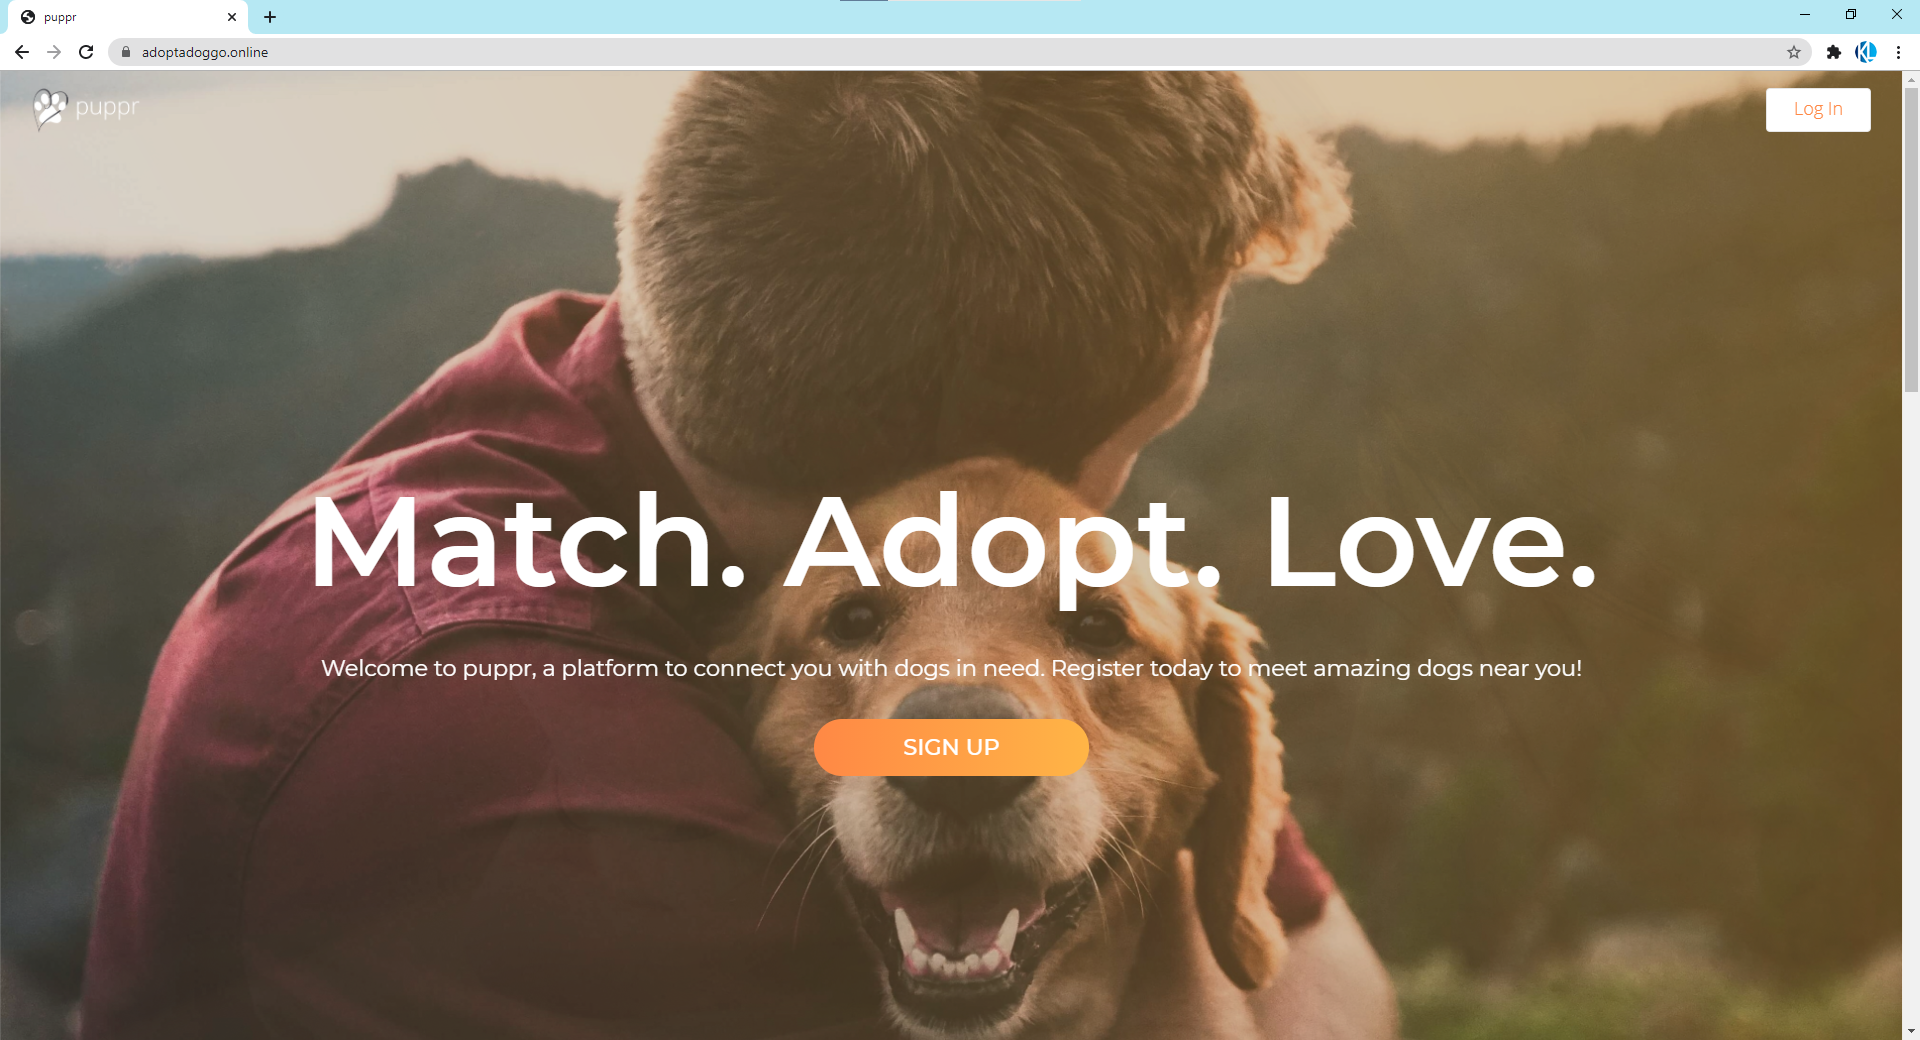 puppr
adoptadoggo.online
puppr
Log In
Match. Adopt. Love.
Welcome to puppr, a platform to connect you with dogs in need. Register today to meet amazing dogs near you!
SIGN UP